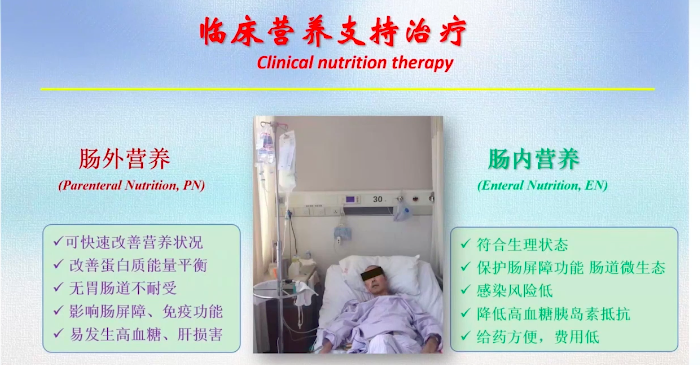 临床营养支持治疗
Clinical nutrition therapy
肠外营养
(Parenteral Nutrition, PN)
✓可快速改善营养状况
✓ 改善蛋白质能量平衡
✓ 无胃肠道不耐受
✓ 影响肠屏障、免疫功能
✓ 易发生高血糖、肝损害
30
肠内营养
(Enteral Nutrition, EN)
✓ 符合生理状态
✓ 保护肠屏障功能 肠道微生态
✓ 感染风险低
✓ 降低高血糖胰岛素抵抗
✓ 给药方便，费用低